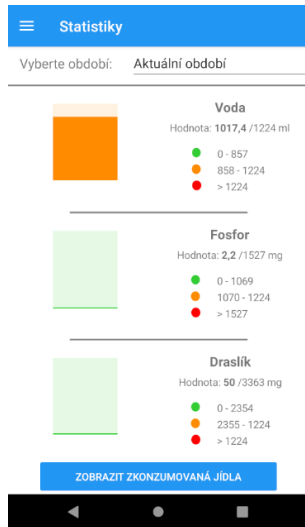 Statistiky
Vyberte období: Aktuální období
Voda
Hodnota: 1017,4 /1224 ml
0 - 857
858 - 1224
> 1224
Fosfor
Hodnota: 2,2 /1527 mg
0 - 1069
1070 - 1224
> 1527
Draslík
Hodnota: 50 /3363 mg
0 - 2354
2355 - 1224
> 1224
ZOBRAZIT ZKONZUMOVANÁ JÍDLA